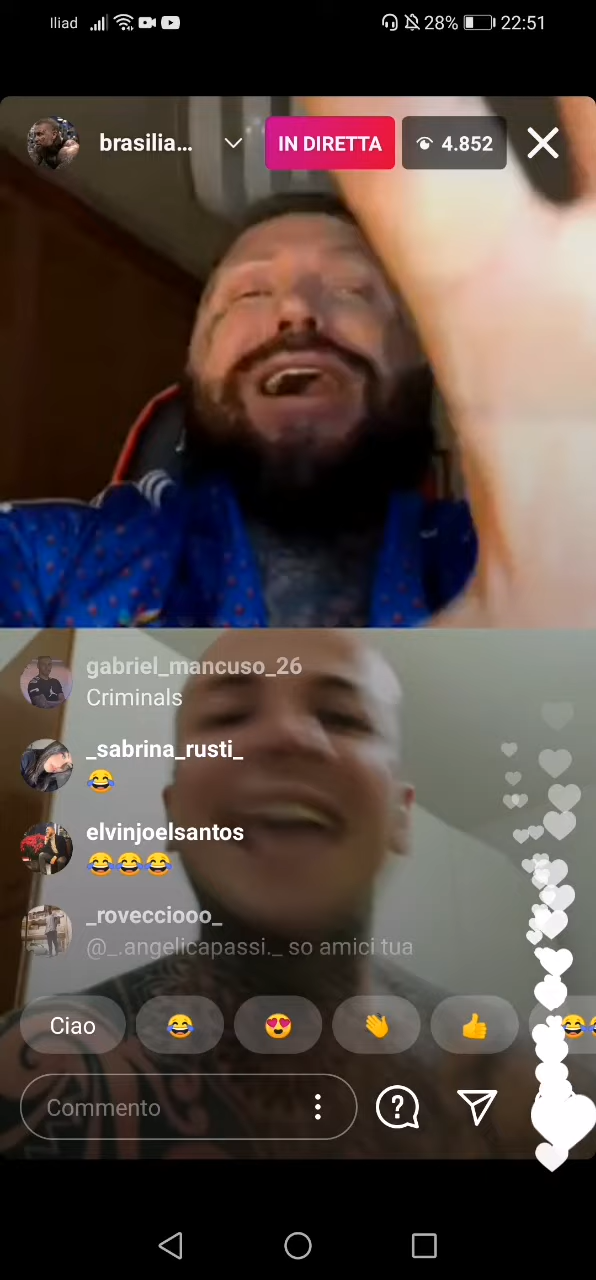 Iliad 28% 22:51
brasilia... IN DIRETTA 4.852
gabriel_mancuso_26
Criminals
_sabrina_rusti_
😂
elvinjoelsantos
😂😂😂
_rovecciooo_
@_.angelicapassi._ so amici tua
Ciao 😂 😍 👋 👍 😂
Commento